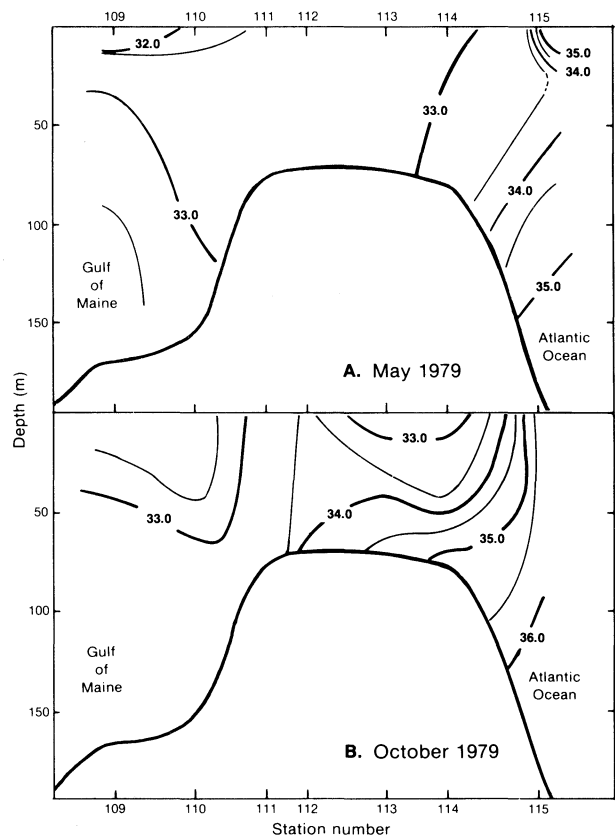 109 110 111 112 113 114 115
32.0
35.0
34.0
33.0
50
34.0
33.0
100
Gulf
of
Maine
35.0
150
Atlantic
Ocean
A. May 1979
Depth (m)
33.0
34.0
33.0
50
35.0
100
36.0
Gulf
of
Maine
Atlantic
Ocean
150
B. October 1979
109 110 111 112 113 114 115
Station number